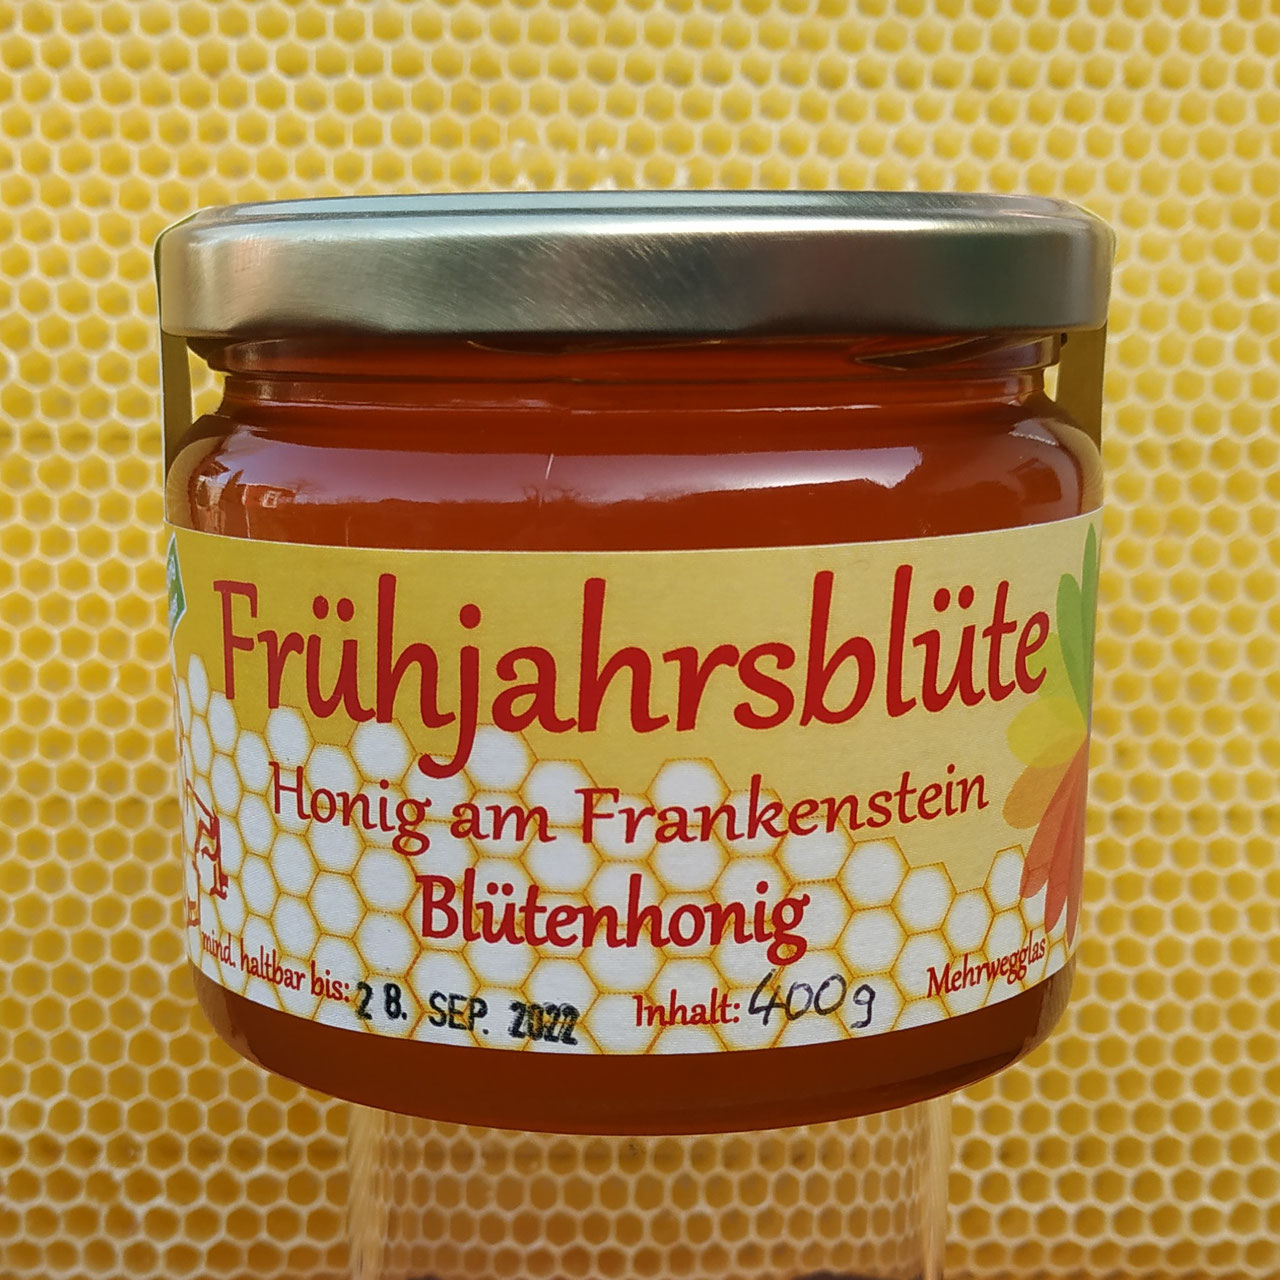 Frühjahrsblüte
Honig am Frankenstein
Blütenhonig
mind. haltbar bis: 28. SEP. 2022 Inhalt: 400g Mehrwegglas